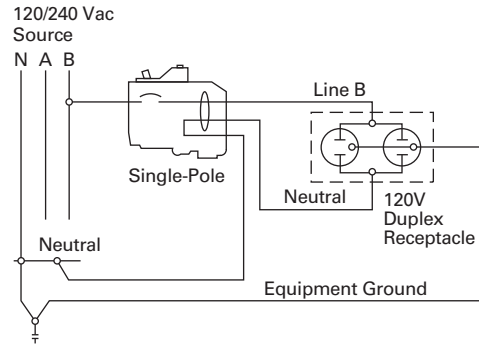 120/240 Vac
Source
N A B
Line B
Single-Pole
Neutral
120V
Duplex
Receptacle
Neutral
Equipment Ground